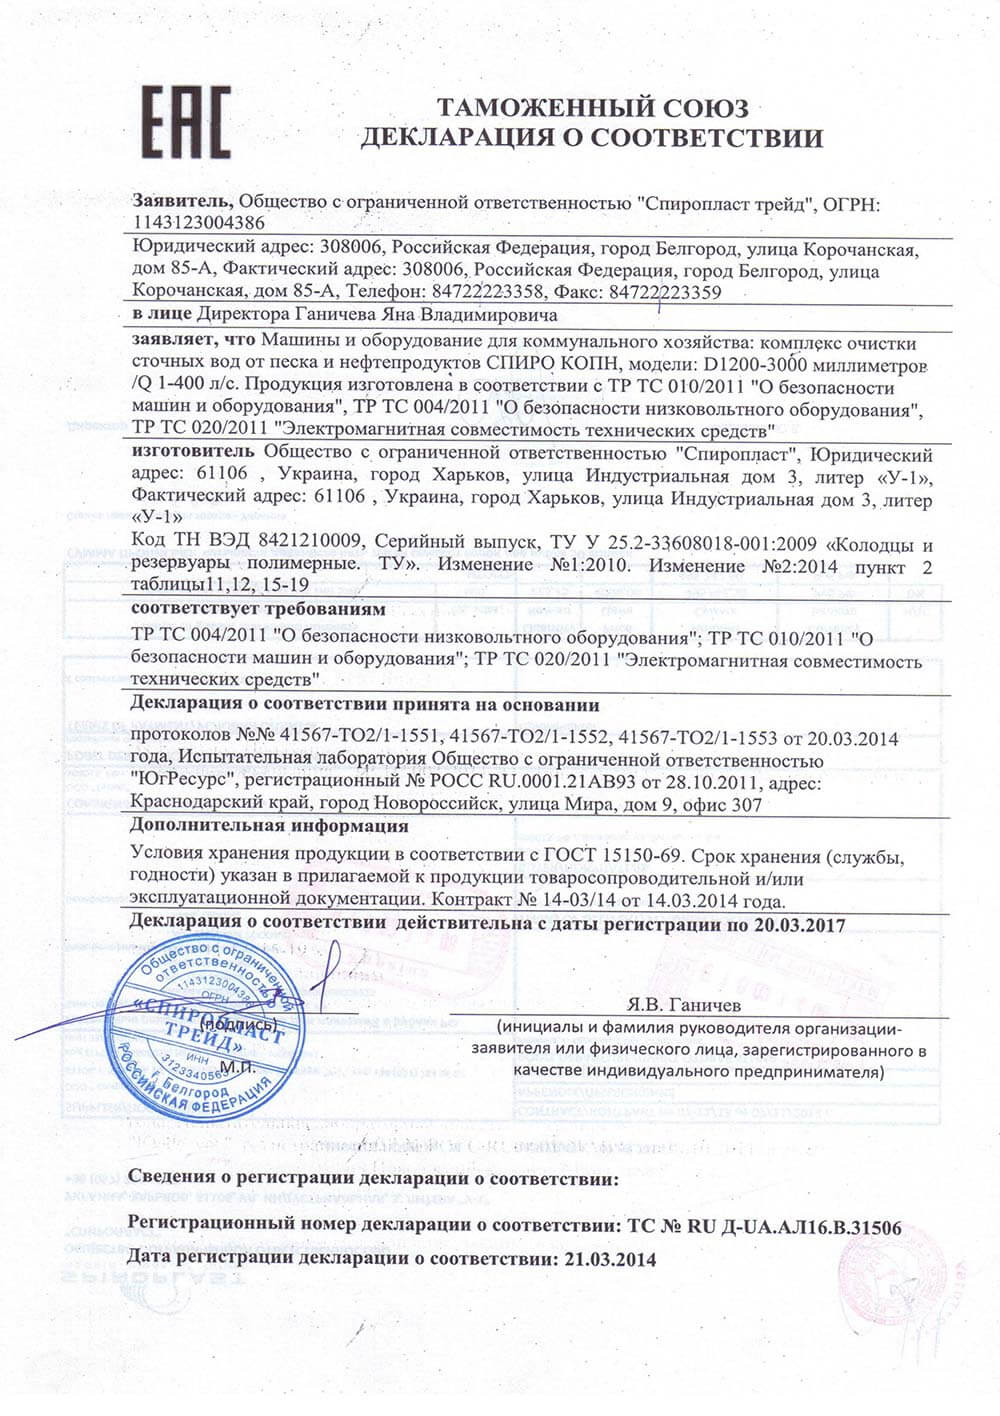 ЕАС
ТАМОЖЕННЫЙ СОЮЗ
ДЕКЛАРАЦИЯ О СООТВЕТСТВИИ
Заявитель, Общество с ограниченной ответственностью "Спиропласт трейд", ОГРН:
1143123004386
Юридический адрес: 308006, Российская Федерация, город Белгород, улица Корочанская,
дом 85-А, Фактический адрес: 308006, Российская Федерация, город Белгород, улица
Корочанская, дом 85-А, Телефон: 84722223358, Факс: 84722223359
в лице Директора Ганичева Яна Владимировича
заявляет, что Машины и оборудование для коммунального хозяйства: комплекс очистки
сточных вод от песка и нефтепродуктов СПИРО КОПН, модели: D1200-3000 миллиметров
/Q 1-400 л/с. Продукция изготовлена в соответствии с ТР ТС 010/2011 "О безопасности
машин и оборудования", ТР ТС 004/2011 "О безопасности низковольтного оборудования",
ТР ТС 020/2011 "Электромагнитная совместимость технических средств"
изготовитель Общество с ограниченной ответственностью "Спиропласт", Юридический
адрес: 61106 , Украина, город Харьков, улица Индустриальная дом 3, литер «У-1»,
Фактический адрес: 61106 , Украина, город Харьков, улица Индустриальная дом 3, литер
«У-1»
Код ТН ВЭД 8421210009, Серийный выпуск, ТУ У 25.2-33608018-001:2009 «Колодцы и
резервуары полимерные. ТУ». Изменение №1:2010. Изменение №2:2014 пункт 2
таблицы11,12, 15-19
соответствует требованиям
ТР ТС 004/2011 "О безопасности низковольтного оборудования"; ТР ТС 010/2011 "О
безопасности машин и оборудования"; ТР ТС 020/2011 "Электромагнитная совместимость
технических средств"
Декларация о соответствии принята на основании
протоколов №№ 41567-ТО2/1-1551, 41567-ТО2/1-1552, 41567-ТО2/1-1553 от 20.03.2014
года, Испытательная лаборатория Общество с ограниченной ответственностью
"ЮгРесурс", регистрационный № РОСС RU.0001.21АВ93 от 28.10.2011, адрес:
Краснодарский край, город Новороссийск, улица Мира, дом 9, офис 307
Дополнительная информация
Условия хранения продукции в соответствии с ГОСТ 15150-69. Срок хранения (службы,
годности) указан в прилагаемой к продукции товаросопроводительной и/или
эксплуатационной документации. Контракт № 14-03/14 от 14.03.2014 года.
Декларация о соответствии действительна с даты регистрации по 20.03.2017
Общество с ограниченной
ответственностью
1143123004386
ОГРН
«СПИРОПЛАСТ
ТРЕЙД»
ИНН
3123340563
г. Белгород
РОССИЙСКАЯ ФЕДЕРАЦИЯ
(подпись)
М.П.
Я.В. Ганичев
(инициалы и фамилия руководителя организации-
заявителя или физического лица, зарегистрированного в
качестве индивидуального предпринимателя)
Сведения о регистрации декларации о соответствии:
Регистрационный номер декларации о соответствии: ТС № RU Д-UA.АЛ16.В.31506
Дата регистрации декларации о соответствии: 21.03.2014